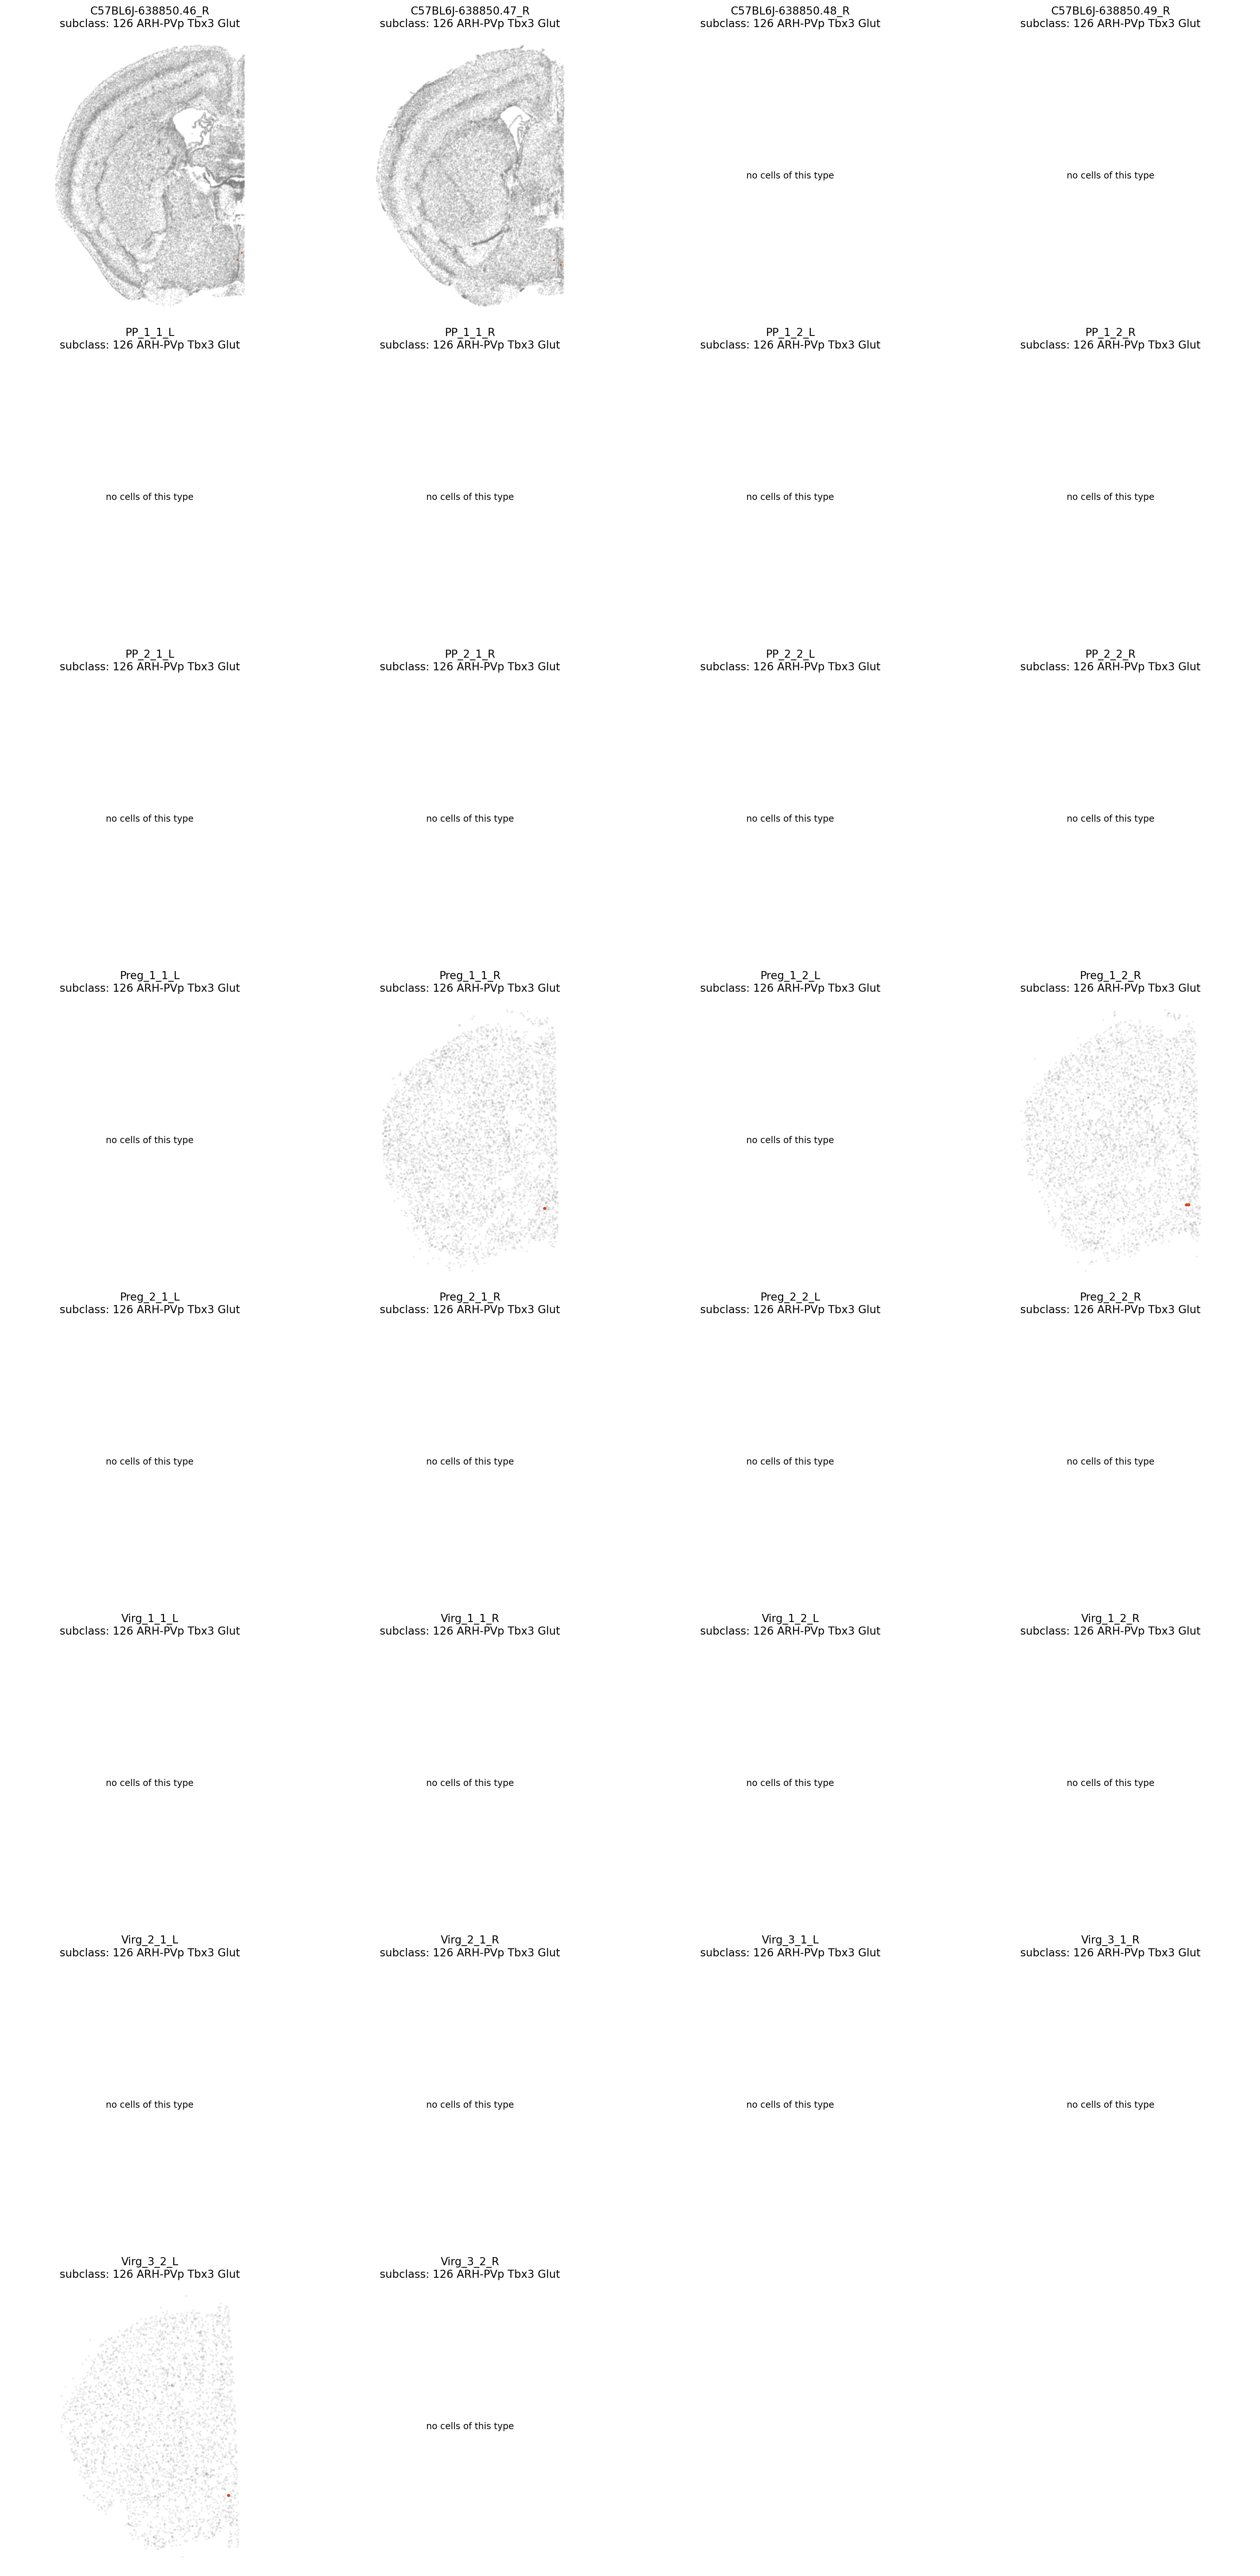 C57BL6J-638850.46_R
subclass: 126 ARH-PVp Tbx3 Glut
C57BL6J-638850.47_R
subclass: 126 ARH-PVp Tbx3 Glut
C57BL6J-638850.48_R
subclass: 126 ARH-PVp Tbx3 Glut
no cells of this type
C57BL6J-638850.49_R
subclass: 126 ARH-PVp Tbx3 Glut
no cells of this type
PP_1_1_L
subclass: 126 ARH-PVp Tbx3 Glut
no cells of this type
PP_1_1_R
subclass: 126 ARH-PVp Tbx3 Glut
no cells of this type
PP_1_2_L
subclass: 126 ARH-PVp Tbx3 Glut
no cells of this type
PP_1_2_R
subclass: 126 ARH-PVp Tbx3 Glut
no cells of this type
PP_2_1_L
subclass: 126 ARH-PVp Tbx3 Glut
no cells of this type
PP_2_1_R
subclass: 126 ARH-PVp Tbx3 Glut
no cells of this type
PP_2_2_L
subclass: 126 ARH-PVp Tbx3 Glut
no cells of this type
PP_2_2_R
subclass: 126 ARH-PVp Tbx3 Glut
no cells of this type
Preg_1_1_L
subclass: 126 ARH-PVp Tbx3 Glut
no cells of this type
Preg_1_1_R
subclass: 126 ARH-PVp Tbx3 Glut
Preg_1_2_L
subclass: 126 ARH-PVp Tbx3 Glut
no cells of this type
Preg_1_2_R
subclass: 126 ARH-PVp Tbx3 Glut
Preg_2_1_L
subclass: 126 ARH-PVp Tbx3 Glut
no cells of this type
Preg_2_1_R
subclass: 126 ARH-PVp Tbx3 Glut
no cells of this type
Preg_2_2_L
subclass: 126 ARH-PVp Tbx3 Glut
no cells of this type
Preg_2_2_R
subclass: 126 ARH-PVp Tbx3 Glut
no cells of this type
Virg_1_1_L
subclass: 126 ARH-PVp Tbx3 Glut
no cells of this type
Virg_1_1_R
subclass: 126 ARH-PVp Tbx3 Glut
no cells of this type
Virg_1_2_L
subclass: 126 ARH-PVp Tbx3 Glut
no cells of this type
Virg_1_2_R
subclass: 126 ARH-PVp Tbx3 Glut
no cells of this type
Virg_2_1_L
subclass: 126 ARH-PVp Tbx3 Glut
no cells of this type
Virg_2_1_R
subclass: 126 ARH-PVp Tbx3 Glut
no cells of this type
Virg_3_1_L
subclass: 126 ARH-PVp Tbx3 Glut
no cells of this type
Virg_3_1_R
subclass: 126 ARH-PVp Tbx3 Glut
no cells of this type
Virg_3_2_L
subclass: 126 ARH-PVp Tbx3 Glut
Virg_3_2_R
subclass: 126 ARH-PVp Tbx3 Glut
no cells of this type